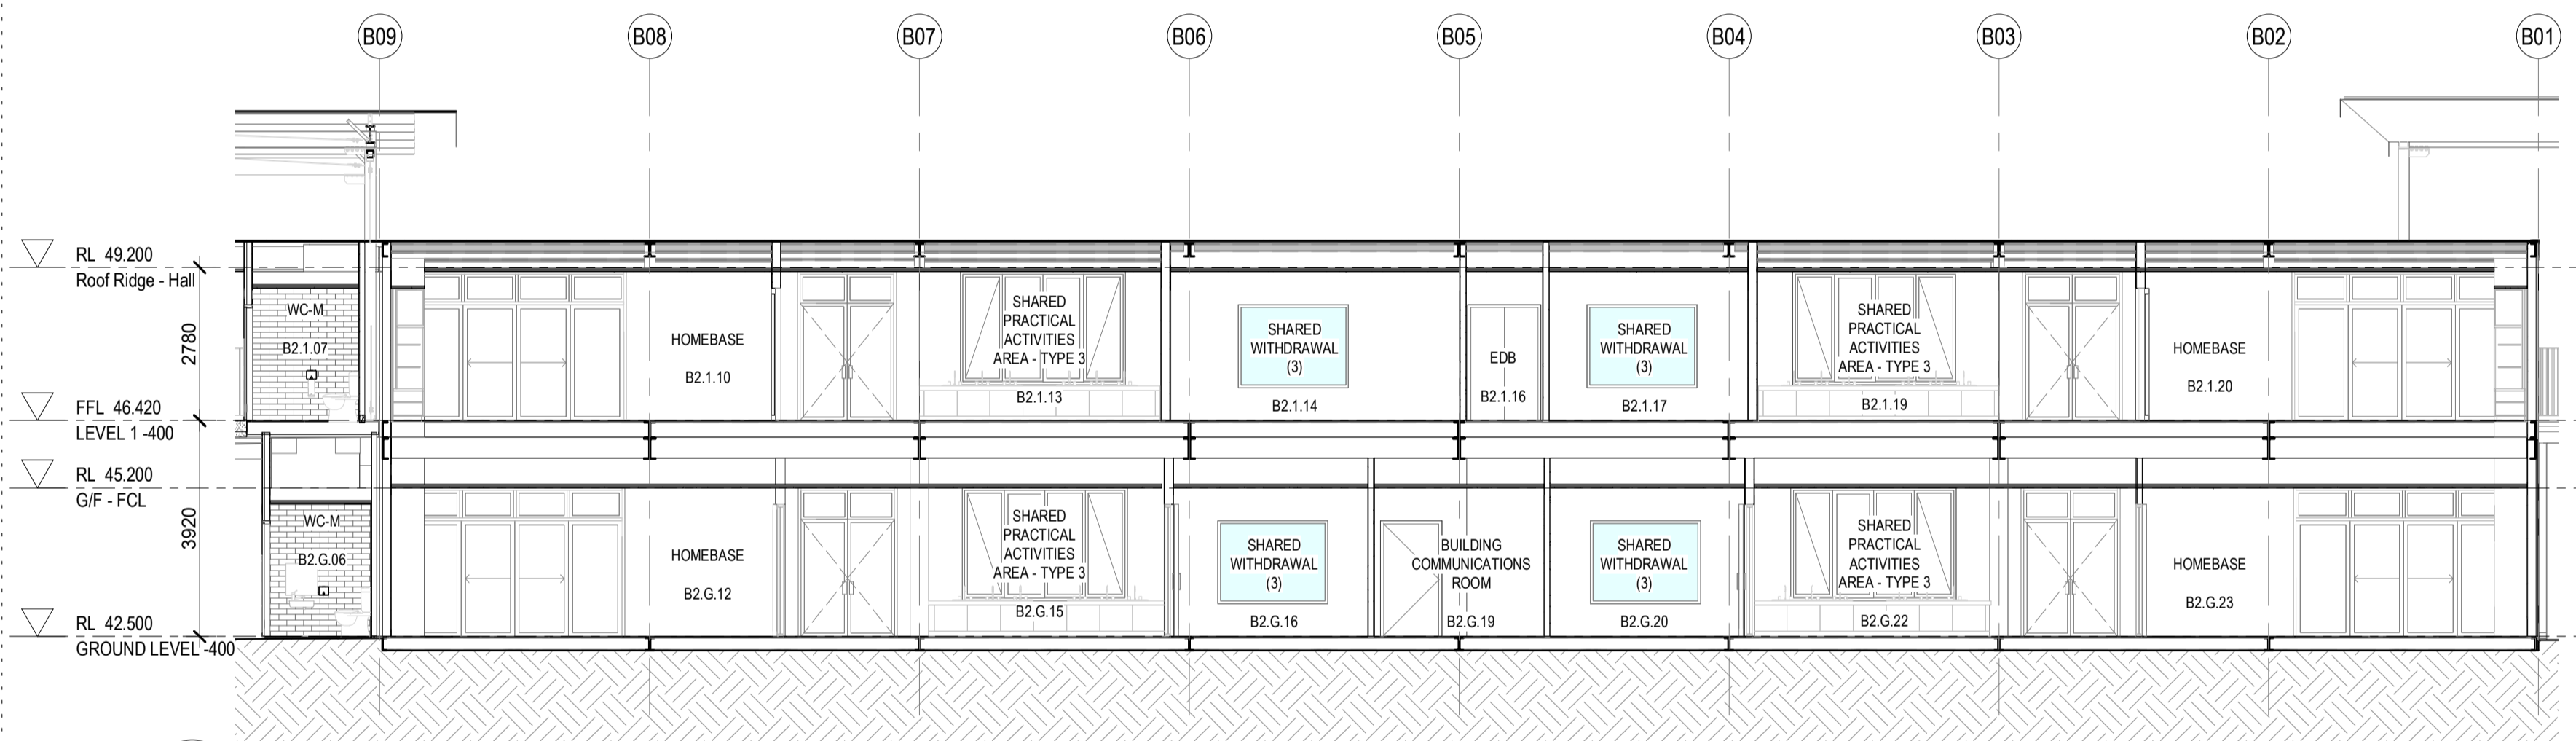 B09
B08
B07
B06
B05
B04
B03
B02
B01
RL 49.200
Roof Ridge - Hall
2780
FFL 46.420
LEVEL 1 -400
RL 45.200
G/F - FCL
3920
RL 42.500
GROUND LEVEL -400
WC-M
B2.1.07
HOMEBASE
B2.1.10
SHARED
PRACTICAL
ACTIVITIES
AREA - TYPE 3
B2.1.13
SHARED
WITHDRAWAL
(3)
B2.1.14
EDB
B2.1.16
SHARED
WITHDRAWAL
(3)
B2.1.17
SHARED
PRACTICAL
ACTIVITIES
AREA - TYPE 3
B2.1.19
HOMEBASE
B2.1.20
WC-M
B2.G.06
HOMEBASE
B2.G.12
SHARED
PRACTICAL
ACTIVITIES
AREA - TYPE 3
B2.G.15
SHARED
WITHDRAWAL
(3)
B2.G.16
BUILDING
COMMUNICATIONS
ROOM
B2.G.19
SHARED
WITHDRAWAL
(3)
B2.G.20
SHARED
PRACTICAL
ACTIVITIES
AREA - TYPE 3
B2.G.22
HOMEBASE
B2.G.23